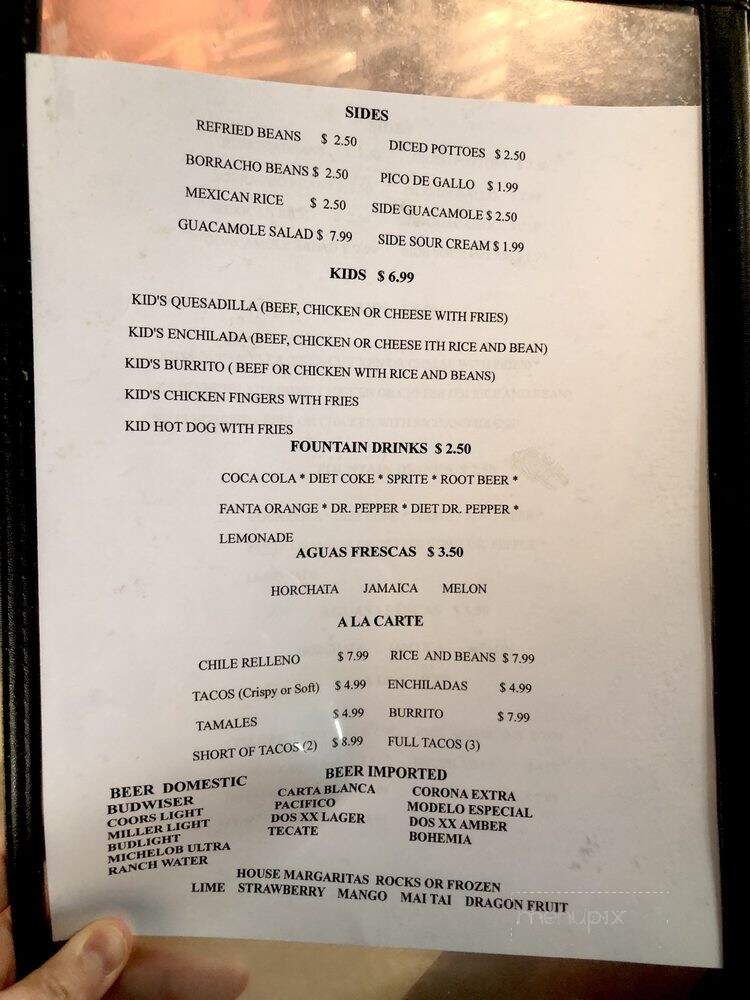 SIDES
REFRIED BEANS $ 2.50 DICED POTTOES $ 2.50
BORRACHO BEANS $ 2.50 PICO DE GALLO $ 1.99
MEXICAN RICE $ 2.50 SIDE GUACAMOLE $ 2.50
GUACAMOLE SALAD $ 7.99 SIDE SOUR CREAM $ 1.99
KIDS $ 6.99
KID'S QUESADILLA (BEEF, CHICKEN OR CHEESE WITH FRIES)
KID'S ENCHILADA (BEEF, CHICKEN OR CHEESE ITH RICE AND BEAN)
KID'S BURRITO ( BEEF OR CHICKEN WITH RICE AND BEANS)
KID'S CHICKEN FINGERS WITH FRIES
KID HOT DOG WITH FRIES
FOUNTAIN DRINKS $ 2.50
COCA COLA * DIET COKE * SPRITE * ROOT BEER *
FANTA ORANGE * DR. PEPPER * DIET DR. PEPPER *
LEMONADE
AGUAS FRESCAS $ 3.50
HORCHATA JAMAICA MELON
A LA CARTE
CHILE RELLENO $ 7.99 RICE AND BEANS $ 7.99
TACOS (Crispy or Soft) $ 4.99 ENCHILADAS $ 4.99
TAMALES $ 4.99 BURRITO $ 7.99
SHORT OF TACOS (2) $ 8.99 FULL TACOS (3)
BEER DOMESTIC
BUDWISER
COORS LIGHT
MILLER LIGHT
BUDLIGHT
MICHELOB ULTRA
RANCH WATER
BEER IMPORTED
CARTA BLANCA CORONA EXTRA
PACIFICO MODELO ESPECIAL
DOS XX LAGER DOS XX AMBER
TECATE BOHEMIA
HOUSE MARGARITAS ROCKS OR FROZEN
LIME STRAWBERRY MANGO MAI TAI DRAGON FRUIT
menupix